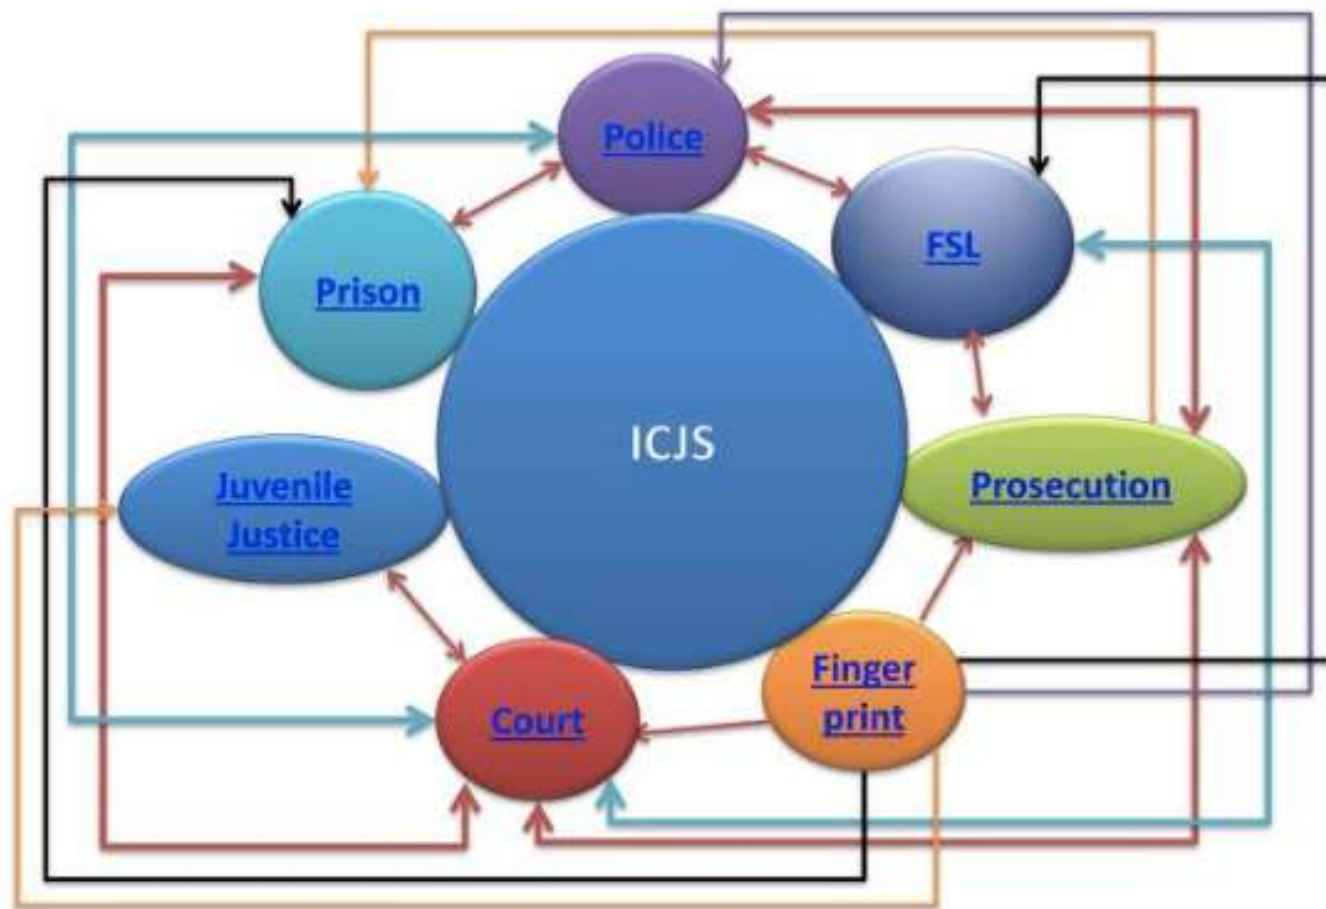 Police
FSL
Prison
ICJS
Juvenile
Justice
Prosecution
Finger
print
Court